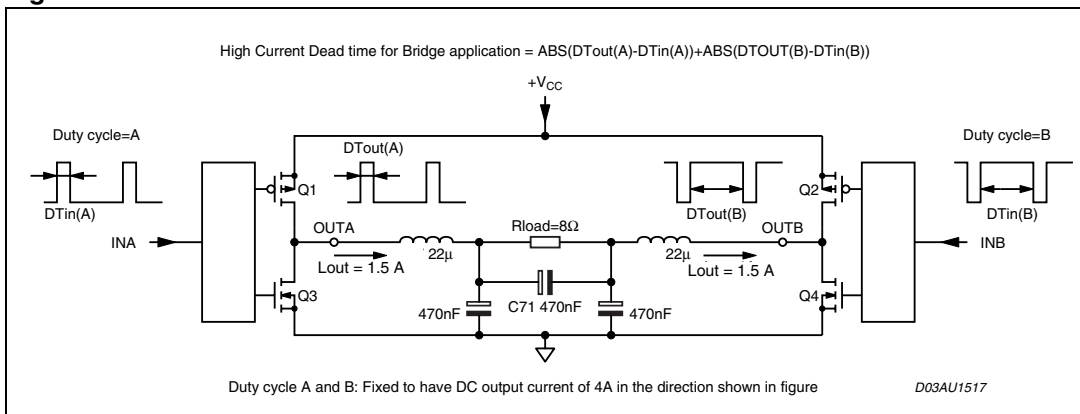 High Current Dead time for Bridge application = ABS(DTout(A)-DTin(A))+ABS(DTOUT(B)-DTin(B))
+VCC
Duty cycle=A
DTout(A)
Duty cycle=B
Q1
Q2
DTin(A)
DTout(B)
DTin(B)
Rload=8Ω
INA
OUTA
OUTB
INB
22μ
22μ
Lout = 1.5 A
Lout = 1.5 A
Q3
Q4
470nF
C71 470nF
470nF
Duty cycle A and B: Fixed to have DC output current of 4A in the direction shown in figure
D03AU1517